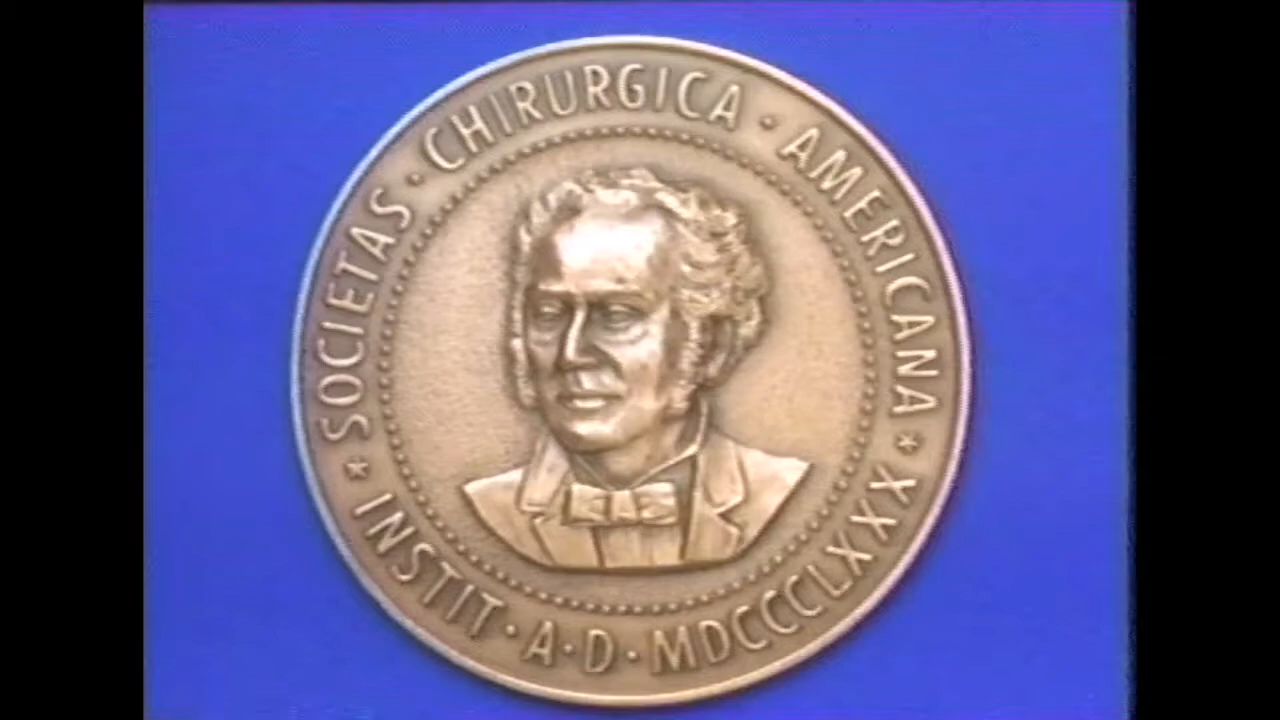 SOCIETAS · CHIRURGICA · AMERICANA
INSTIT · A · D · MDCCCLXXX